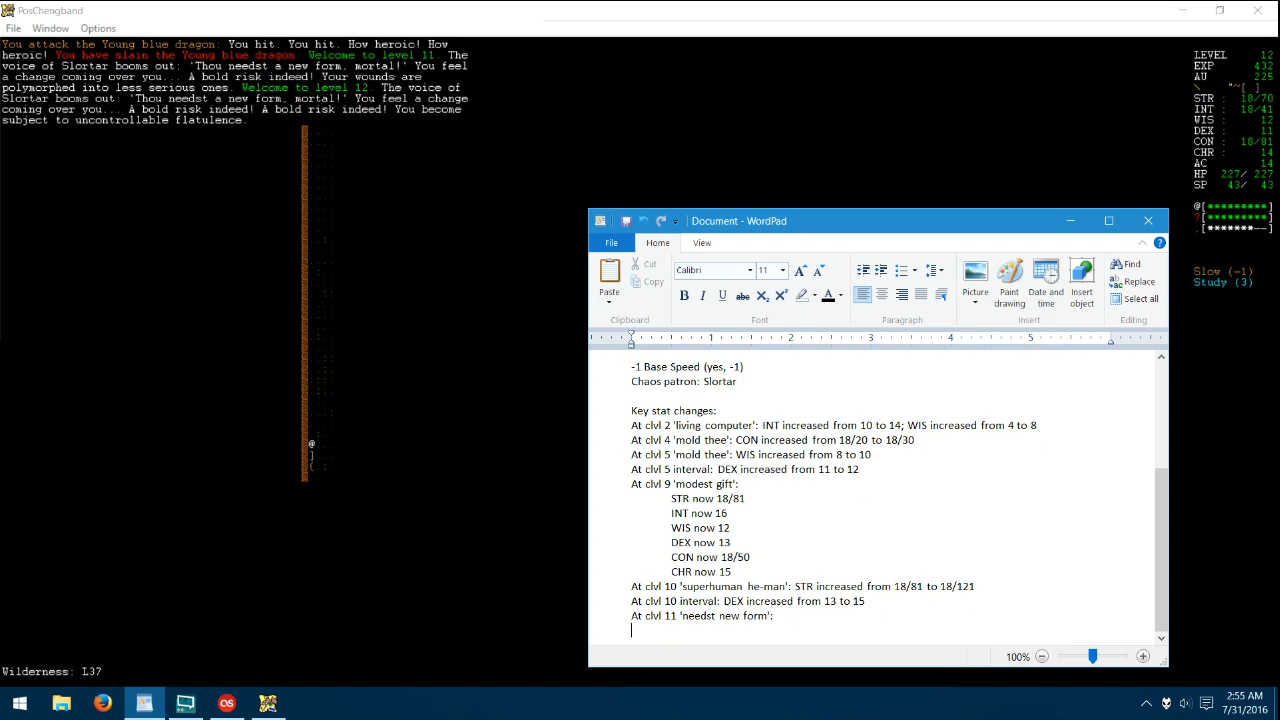 PosChengband
File Window Options
You attack the Young blue dragon: You hit. You hit. How heroic! How
heroic! You have slain the Young blue dragon. Welcome to level 11. The
voice of Slortar booms out: 'Thou needst a new form, mortal!' You feel
a change coming over you... A bold risk indeed! Your wounds are
polymorphed into less serious ones. Welcome to level 12. The voice of
Slortar booms out: 'Thou needst a new form, mortal!' You feel a change
coming over you... A bold risk indeed! A bold risk indeed! You become
subject to uncontrollable flatulence.
LEVEL 12
EXP 432
AU 225
\ "~[ ]
STR : 18/70
INT : 18/41
WIS : 12
DEX : 11
CON : 18/81
CHR : 14
AC 14
HP 227/ 227
SP 43/ 43
@[*********]
?[*********]
.[*******--]
Slow (-1)
Study (3)
@
]
(
Wilderness: L37
Document - WordPad
File Home View
Paste Cut Copy
Clipboard
Calibri 11
B I U abc X₂ X² A
Font
Paragraph
Picture Paint drawing Date and time Insert object
Insert
Find
Replace
Select all
Editing
1 2 3 4 5
-1 Base Speed (yes, -1)
Chaos patron: Slortar
Key stat changes:
At clvl 2 'living computer': INT increased from 10 to 14; WIS increased from 4 to 8
At clvl 4 'mold thee': CON increased from 18/20 to 18/30
At clvl 5 'mold thee': WIS increased from 8 to 10
At clvl 5 interval: DEX increased from 11 to 12
At clvl 9 'modest gift':
STR now 18/81
INT now 16
WIS now 12
DEX now 13
CON now 18/50
CHR now 15
At clvl 10 'superhuman he-man': STR increased from 18/81 to 18/121
At clvl 10 interval: DEX increased from 13 to 15
At clvl 11 'needst new form':
100%
2:55 AM
7/31/2016